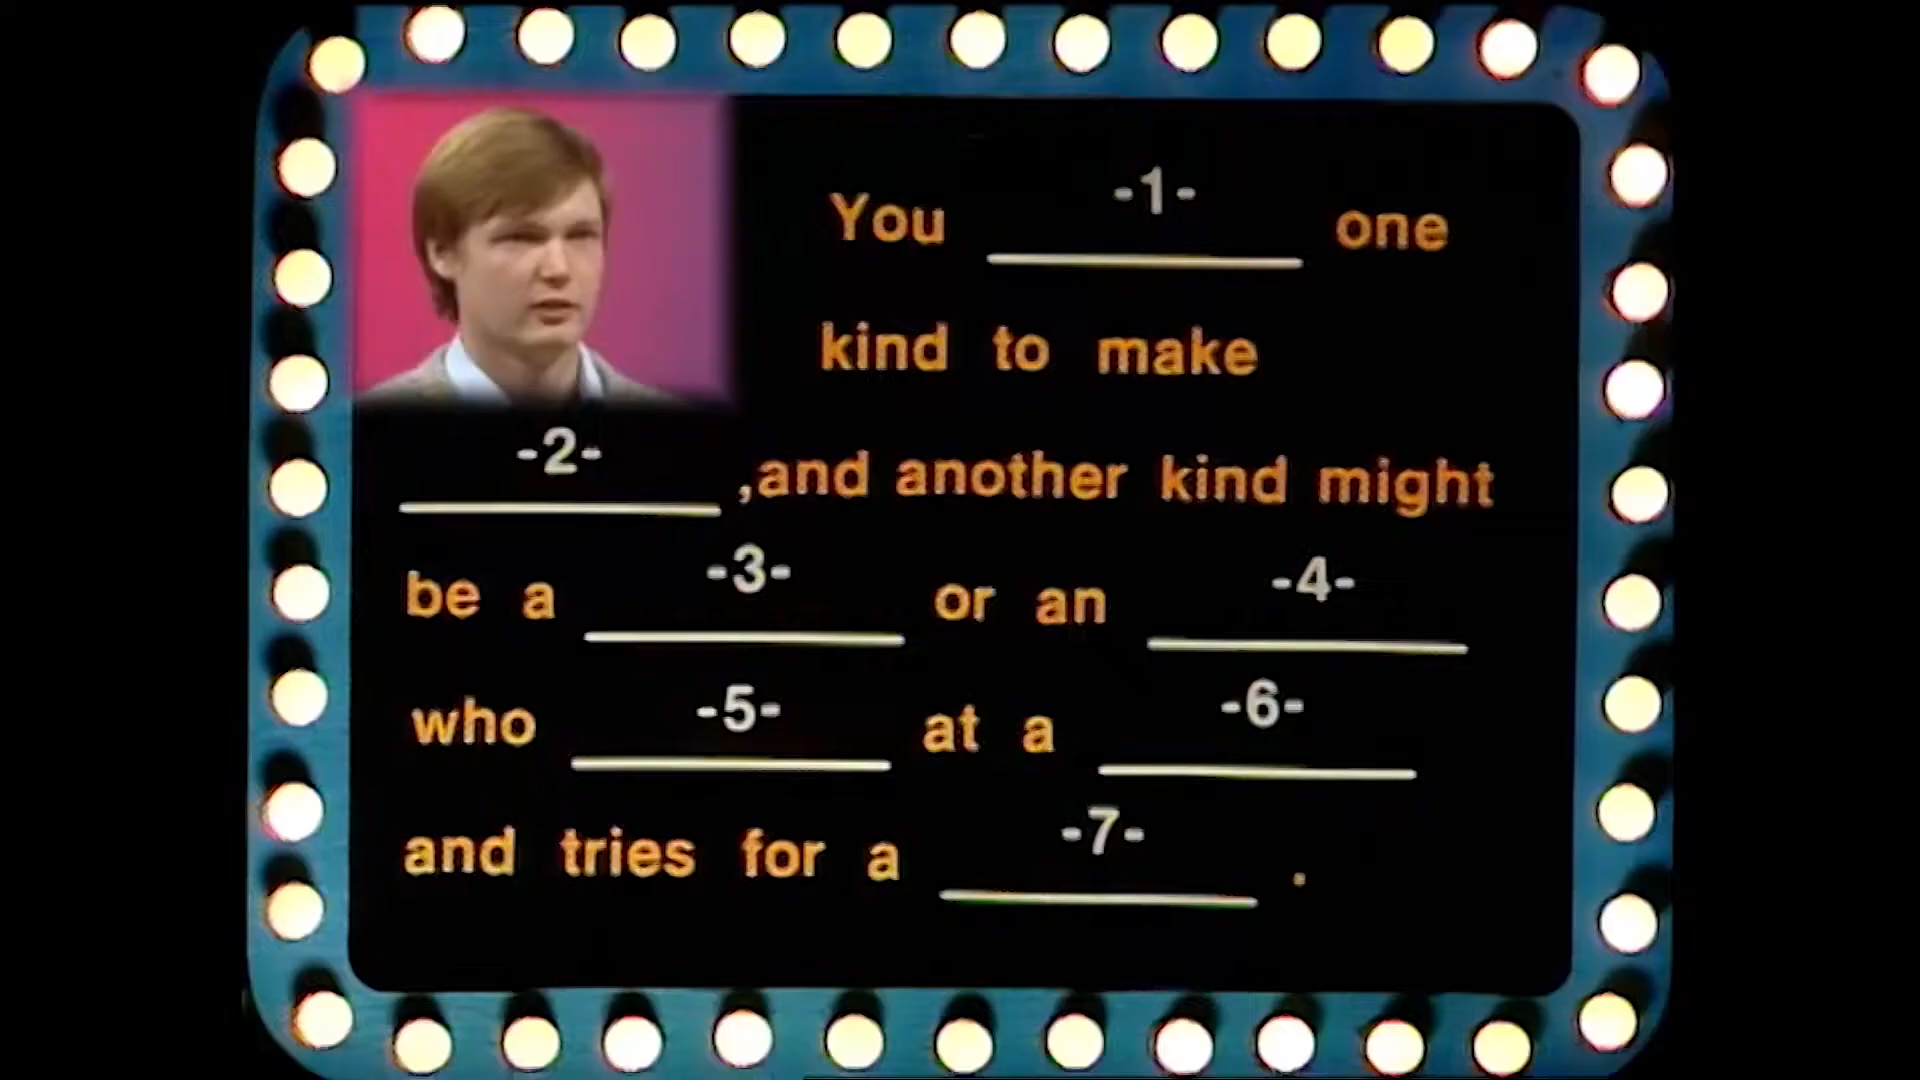 You -1- one
kind to make
-2- ,and another kind might
be a -3- or an -4-
who -5- at a -6-
and tries for a -7- .